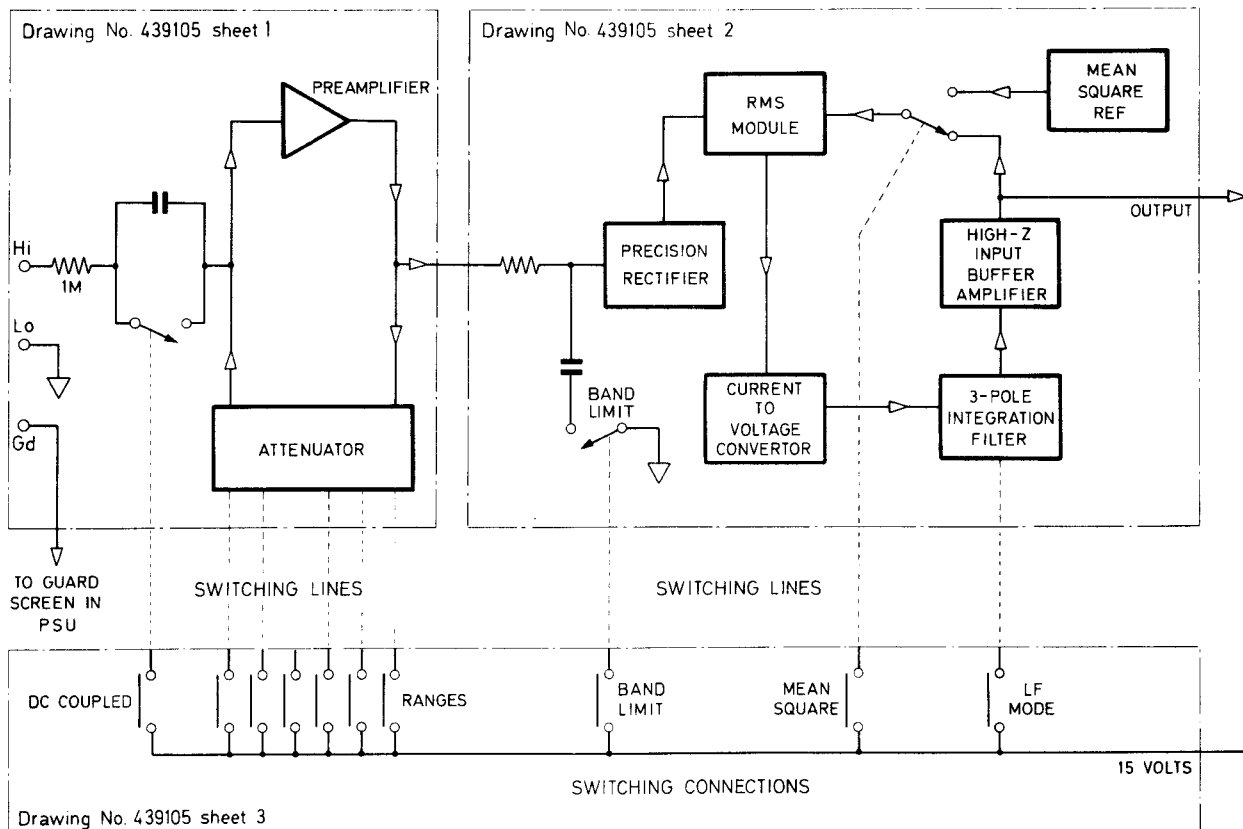 Drawing No. 439105 sheet 1
PREAMPLIFIER
Hi
1M
Lo
Gd
ATTENUATOR
TO GUARD
SCREEN IN
PSU
SWITCHING LINES
Drawing No. 439105 sheet 2
RMS
MODULE
MEAN
SQUARE
REF
OUTPUT
PRECISION
RECTIFIER
HIGH-Z
INPUT
BUFFER
AMPLIFIER
BAND
LIMIT
CURRENT
TO
VOLTAGE
CONVERTOR
3-POLE
INTEGRATION
FILTER
SWITCHING LINES
DC COUPLED
RANGES
BAND
LIMIT
MEAN
SQUARE
LF
MODE
15 VOLTS
SWITCHING CONNECTIONS
Drawing No. 439105 sheet 3